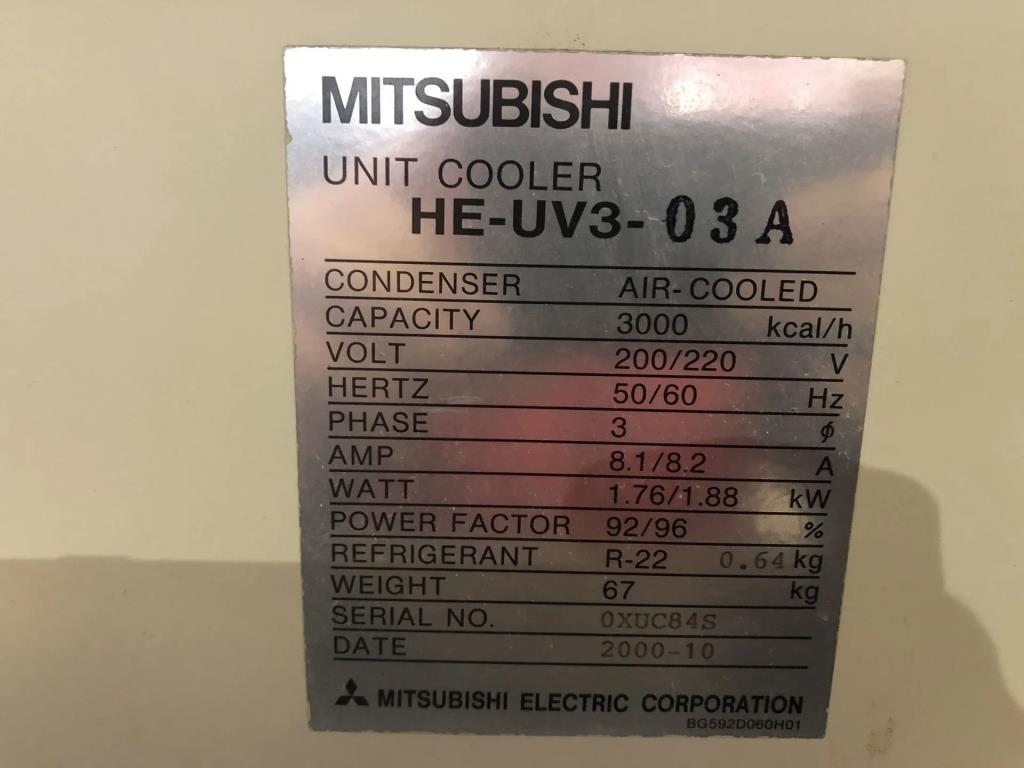 MITSUBISHI
UNIT COOLER
HE-UV3-03A
CONDENSER AIR-COOLED
CAPACITY 3000 kcal/h
VOLT 200/220 V
HERTZ 50/60 Hz
PHASE 3 ϕ
AMP 8.1/8.2 A
WATT 1.76/1.88 kW
POWER FACTOR 92/96 %
REFRIGERANT R-22 0.64 kg
WEIGHT 67 kg
SERIAL NO. 0XUC84S
DATE 2000-10
MITSUBISHI ELECTRIC CORPORATION
BG592D060H01